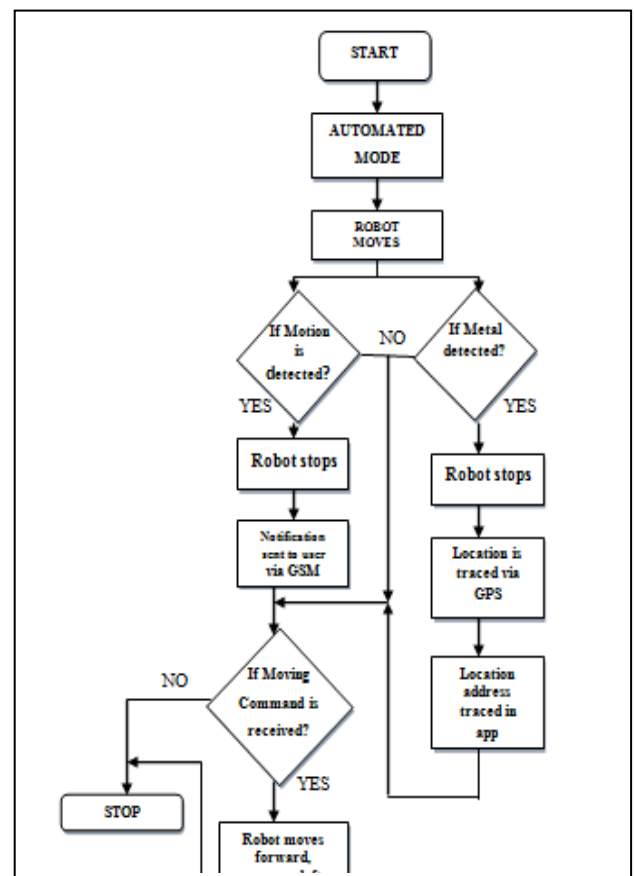 START
AUTOMATED
MODE
ROBOT
MOVES
If Motion
is
detected?
NO
If Metal
detected?
YES
YES
Robot stops
Robot stops
Notification
sent to user
via GSM
Location is
traced via
GPS
If Moving
Command is
received?
NO
Location
address
traced in
app
YES
STOP
Robot moves
forward,